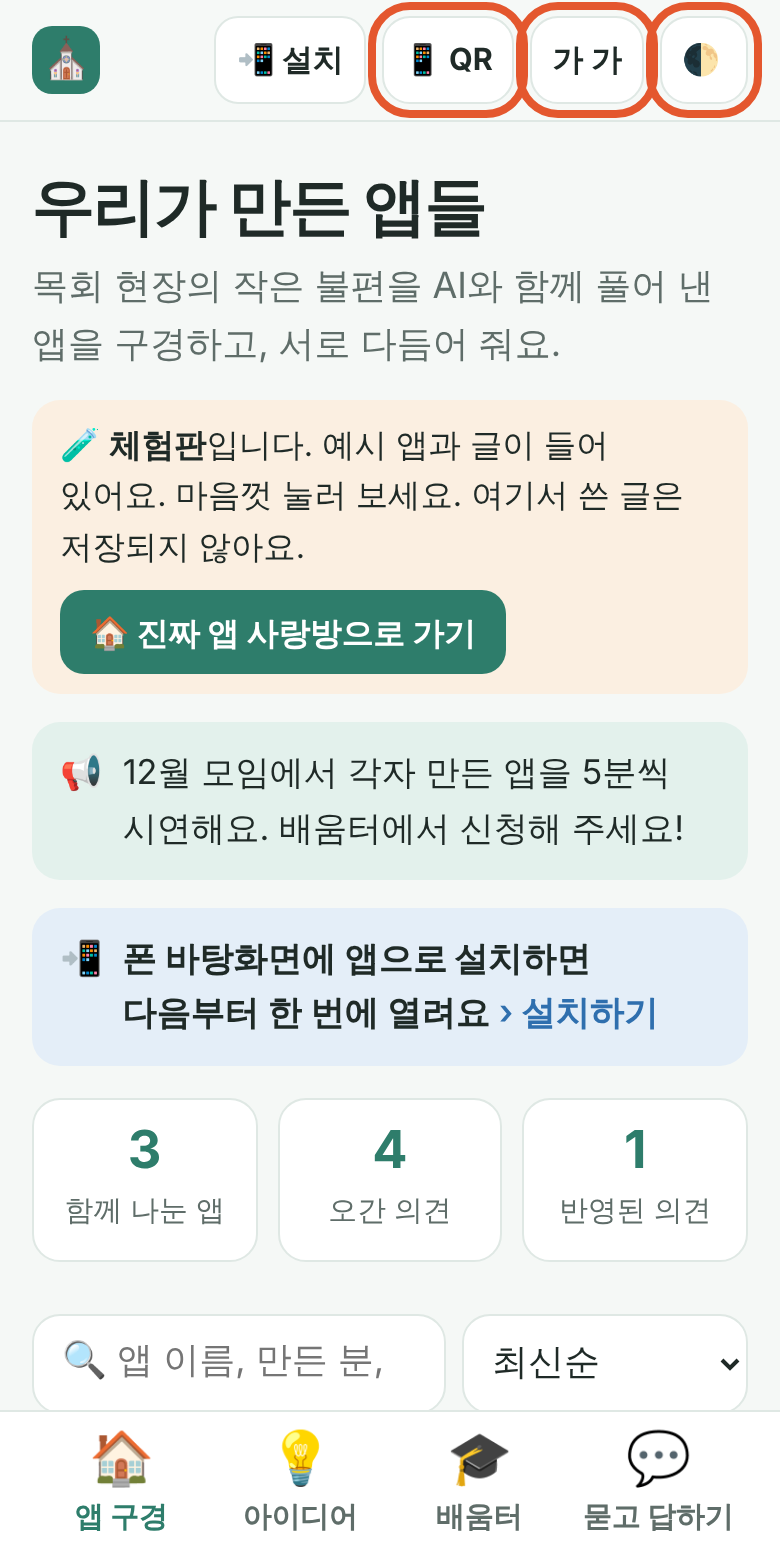 설치
QR
가 가
우리가 만든 앱들
목회 현장의 작은 불편을 AI와 함께 풀어 낸
앱을 구경하고, 서로 다듬어 줘요.
체험판입니다. 예시 앱과 글이 들어
있어요. 마음껏 눌러 보세요. 여기서 쓴 글은
저장되지 않아요.
진짜 앱 사랑방으로 가기
12월 모임에서 각자 만든 앱을 5분씩
시연해요. 배움터에서 신청해 주세요!
폰 바탕화면에 앱으로 설치하면
다음부터 한 번에 열려요 › 설치하기
3
함께 나눈 앱
4
오간 의견
1
반영된 의견
앱 이름, 만든 분,
최신순
앱 구경
아이디어
배움터
묻고 답하기